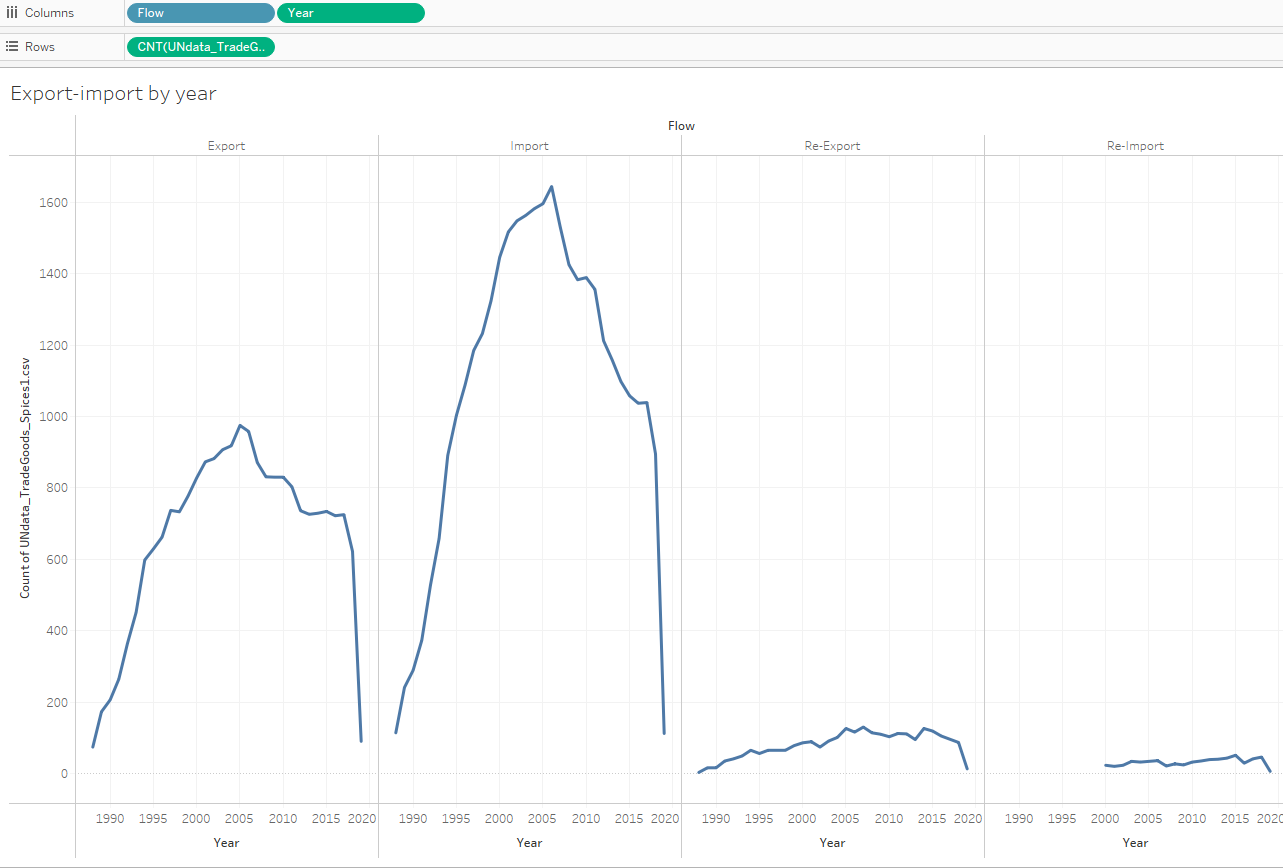 Columns Flow Year
Rows CNT(UNdata_TradeG..
Export-import by year
Flow
Export Import Re-Export Re-Import
Count of UNdata_TradeGoods_Spices1.csv
1600
1400
1200
1000
800
600
400
200
0
1990 1995 2000 2005 2010 2015 2020 1990 1995 2000 2005 2010 2015 2020 1990 1995 2000 2005 2010 2015 2020 1990 1995 2000 2005 2010 2015 2020
Year Year Year Year